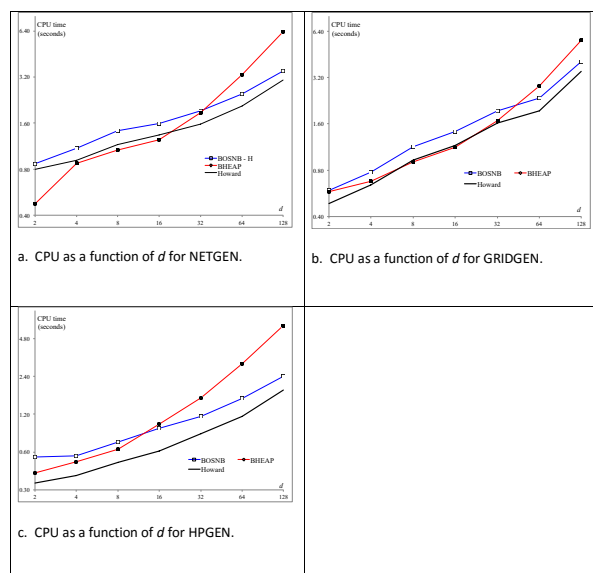 CPU time
(seconds)
6.40
3.20
1.60
0.80
0.40
2 4 8 16 32 64 128
d
BOSNB - H
BHEAP
Howard
a. CPU as a function of d for NETGEN.
CPU time
(seconds)
6.40
3.20
1.60
0.80
0.40
2 4 8 16 32 64 128
d
BOSNB BHEAP
Howard
b. CPU as a function of d for GRIDGEN.
CPU time
(seconds)
4.80
2.40
1.20
0.60
0.30
2 4 8 16 32 64 128
d
BOSNB BHEAP
Howard
c. CPU as a function of d for HPGEN.